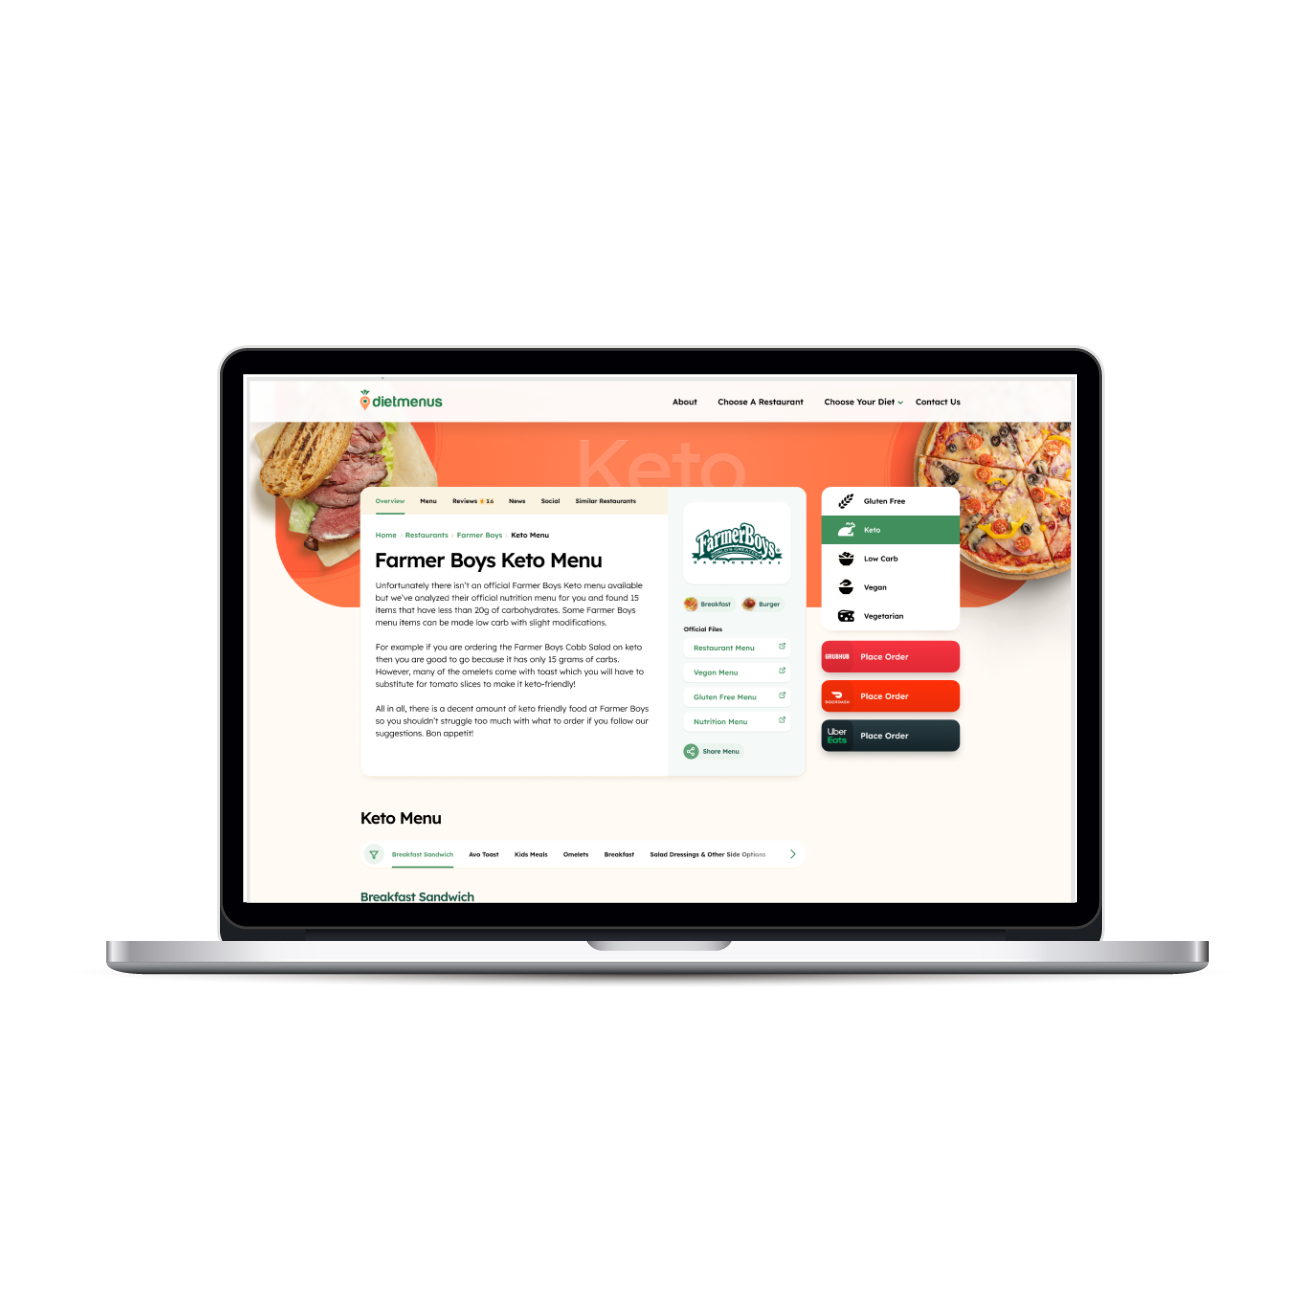 dietmenus
About Choose A Restaurant Choose Your Diet Contact Us
Keto
Overview Menu Reviews 3.6 News Social Similar Restaurants
Home Restaurants Farmer Boys Keto Menu
Farmer Boys Keto Menu
Unfortunately there isn't an official Farmer Boys Keto menu available
but we've analyzed their official nutrition menu for you and found 15
items that have less than 20g of carbohydrates. Some Farmer Boys
menu items can be made low carb with slight modifications.
For example if you are ordering the Farmer Boys Cobb Salad on keto
then you are good to go because it has only 15 grams of carbs.
However, many of the omelets come with toast which you will have to
substitute for tomato slices to make it keto-friendly!
All in all, there is a decent amount of keto friendly food at Farmer Boys
so you shouldn't struggle too much with what to order if you follow our
suggestions. Bon appetit!
FarmerBoys
HAMBURGERS
Breakfast Burger
Official Files
Restaurant Menu
Vegan Menu
Gluten Free Menu
Nutrition Menu
Share Menu
Gluten Free
Keto
Low Carb
Vegan
Vegetarian
GRUBHUB Place Order
DOORDASH Place Order
Uber Eats Place Order
Keto Menu
Breakfast Sandwich Avo Toast Kids Meals Omelets Breakfast Salad Dressings & Other Side Options
Breakfast Sandwich